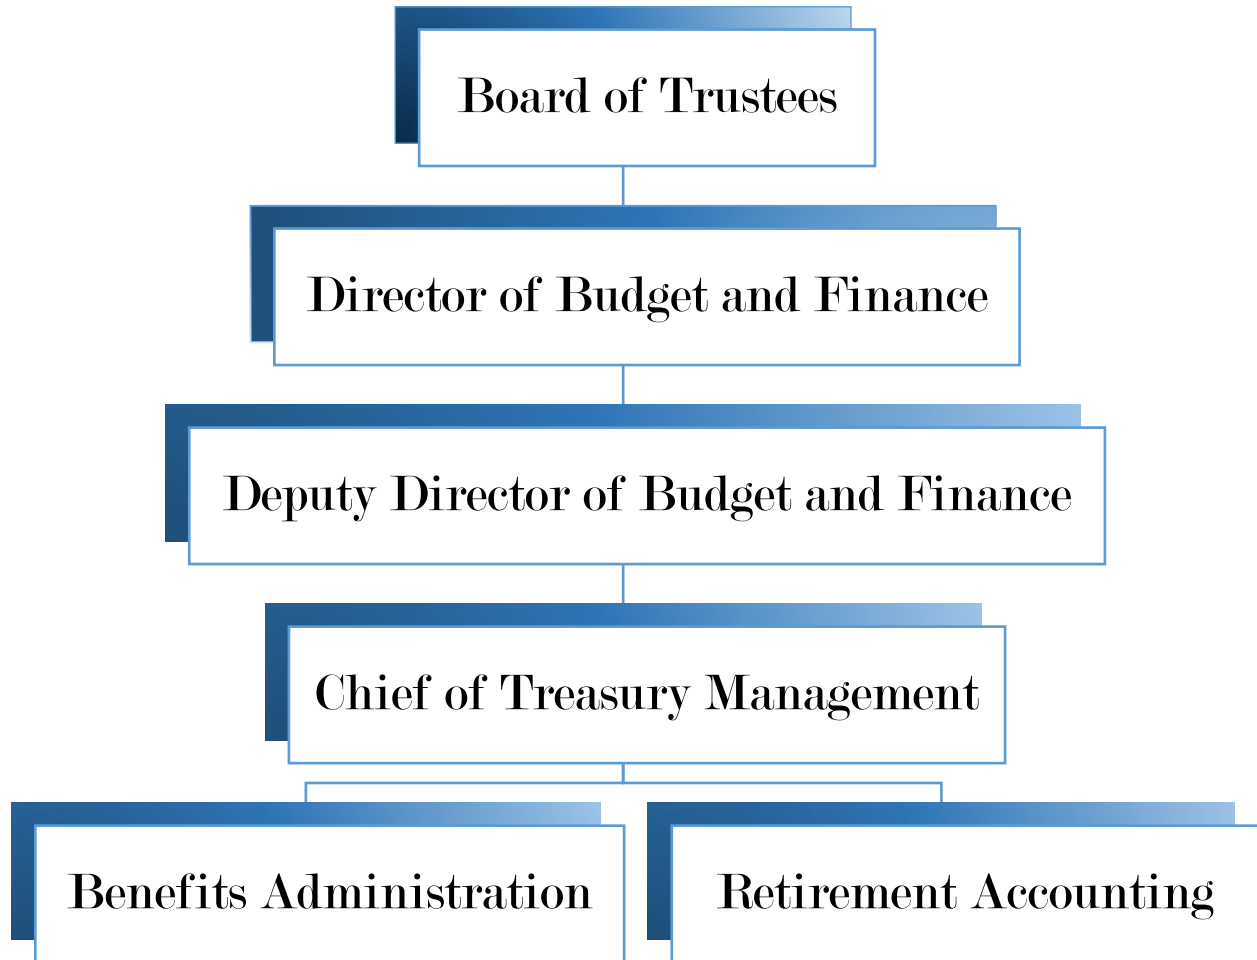 Board of Trustees
Director of Budget and Finance
Deputy Director of Budget and Finance
Chief of Treasury Management
Benefits Administration
Retirement Accounting